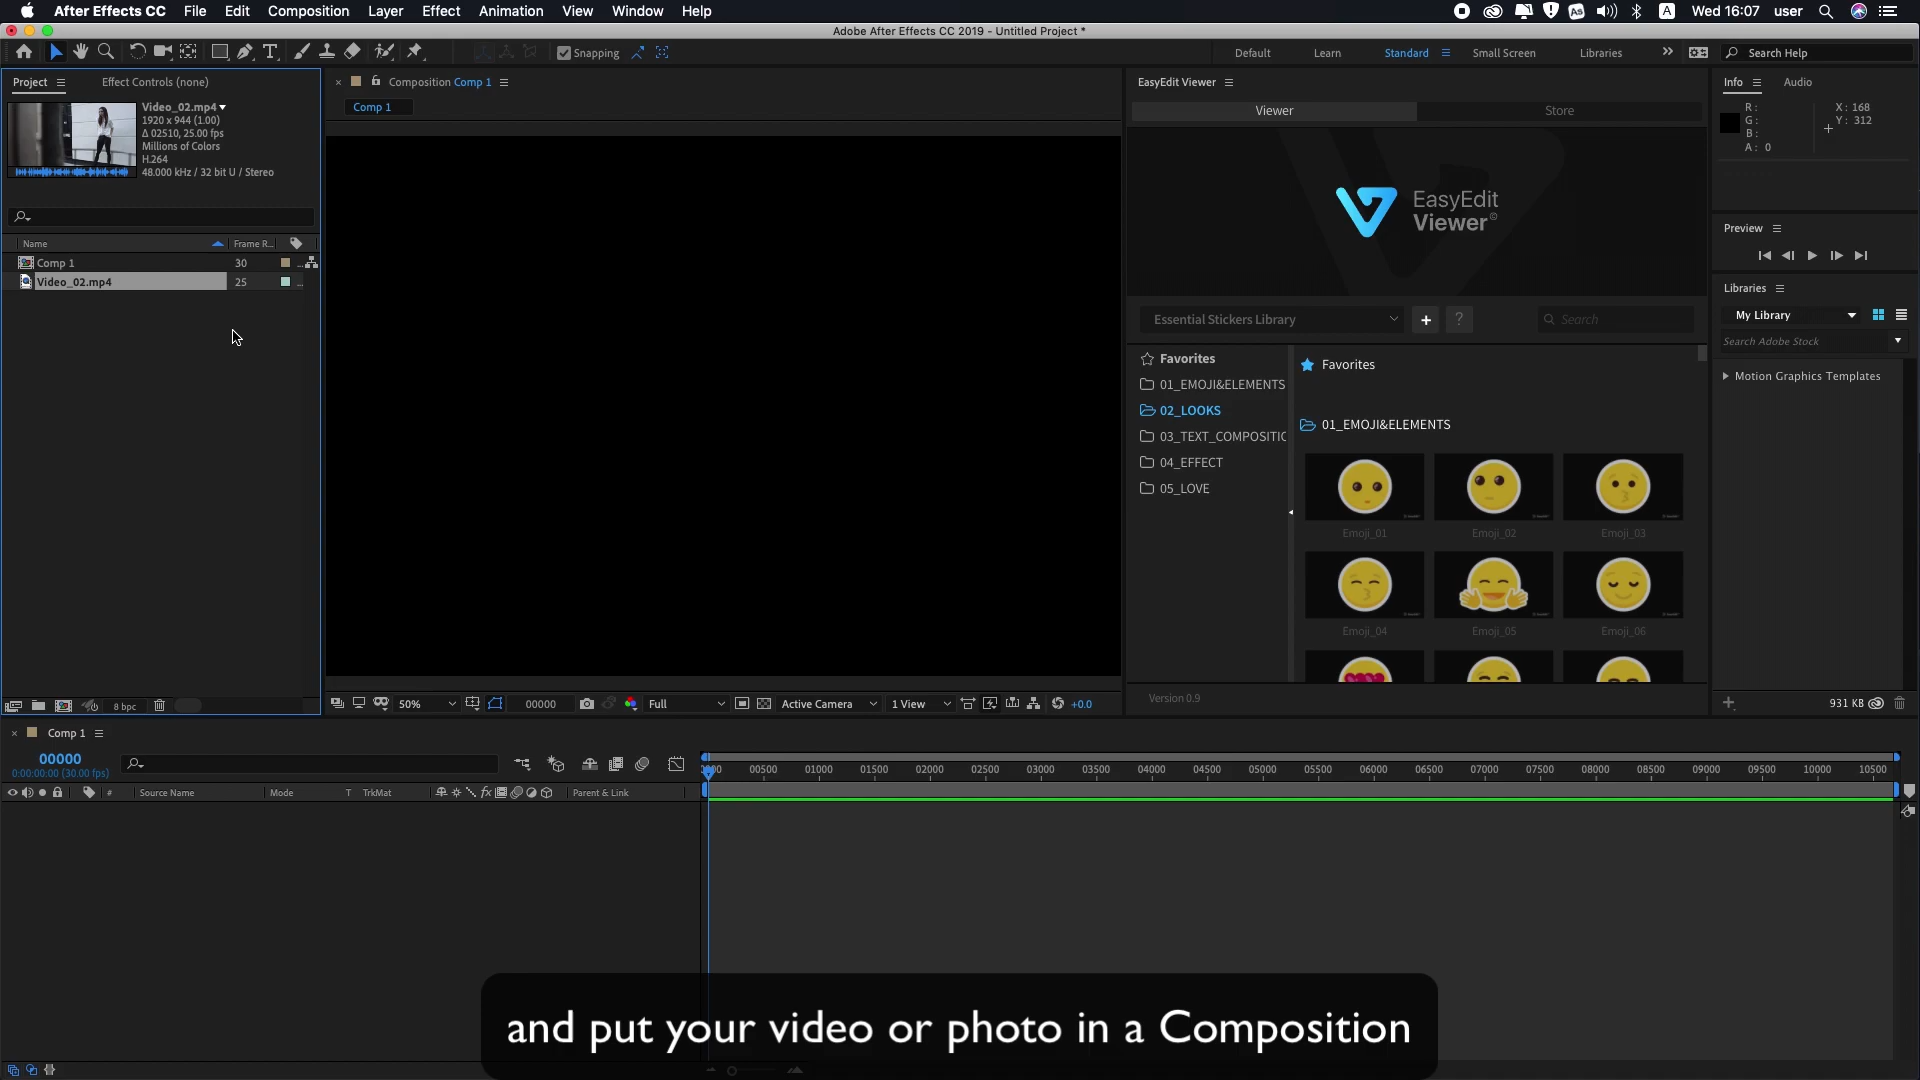 After Effects CC File Edit Composition Layer Effect Animation View Window Help
Wed 16:07 user
Adobe After Effects CC 2019 - Untitled Project *
Snapping
Default Learn Standard Small Screen Libraries Search Help
Project
Effect Controls (none)
Video_02.mp4
1920 x 944 (1.00)
Δ 02510, 25.00 fps
Millions of Colors
H.264
48.000 kHz / 32 bit U / Stereo
Name Frame R...
Comp 1 30
Video_02.mp4 25
8 bpc
Composition Comp 1
Comp 1
50% 00000 Full Active Camera 1 View +0.0
EasyEdit Viewer
Viewer Store
EasyEdit
Viewer©
Essential Stickers Library + ? Search
Favorites
01_EMOJI&ELEMENTS
02_LOOKS
03_TEXT_COMPOSITIC
04_EFFECT
05_LOVE
Favorites
01_EMOJI&ELEMENTS
Emoji_01 Emoji_02 Emoji_03
Emoji_04 Emoji_05 Emoji_06
Version 0.9
Info Audio
R: X: 168
G: Y: 312
B:
A: 0
Preview
Libraries
My Library
Search Adobe Stock
Motion Graphics Templates
931 KB
Comp 1
00000
0:00:00:00 (30.00 fps)
# Source Name Mode T TrkMat Parent & Link
00500 01000 01500 02000 02500 03000 03500 04000 04500 05000 05500 06000 06500 07000 07500 08000 08500 09000 09500 10000 10500
and put your video or photo in a Composition